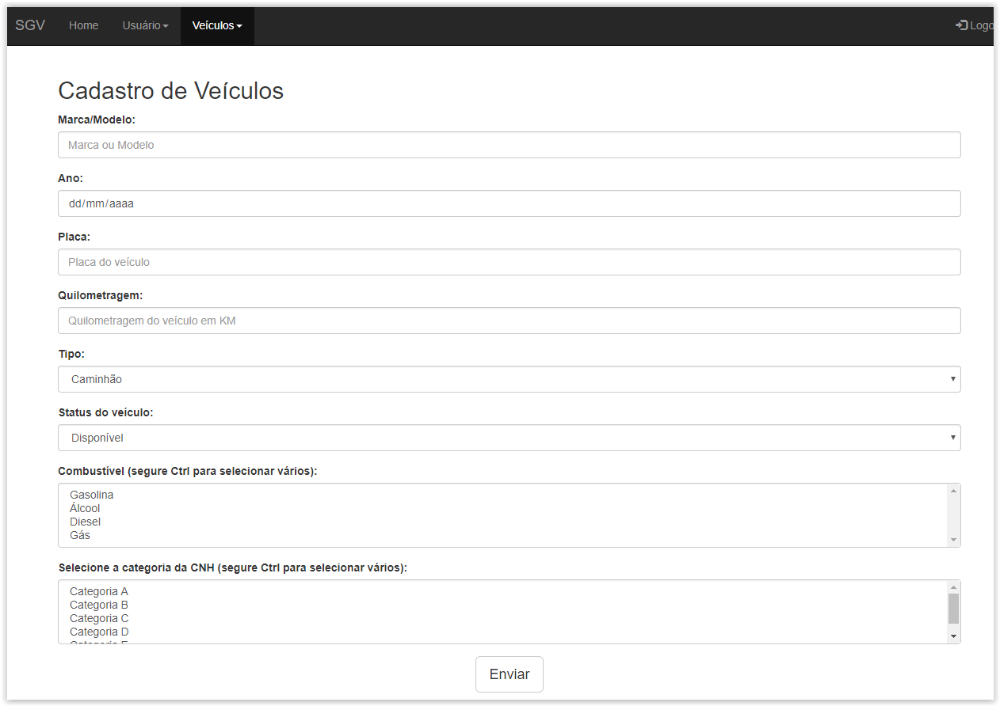 SGV Home Usuário Veículos Logo
Cadastro de Veículos
Marca/Modelo:
Marca ou Modelo
Ano:
dd/mm/aaaa
Placa:
Placa do veículo
Quilometragem:
Quilometragem do veículo em KM
Tipo:
Caminhão
Status do veículo:
Disponível
Combustível (segure Ctrl para selecionar vários):
Gasolina
Álcool
Diesel
Gás
Selecione a categoria da CNH (segure Ctrl para selecionar vários):
Categoria A
Categoria B
Categoria C
Categoria D
Enviar